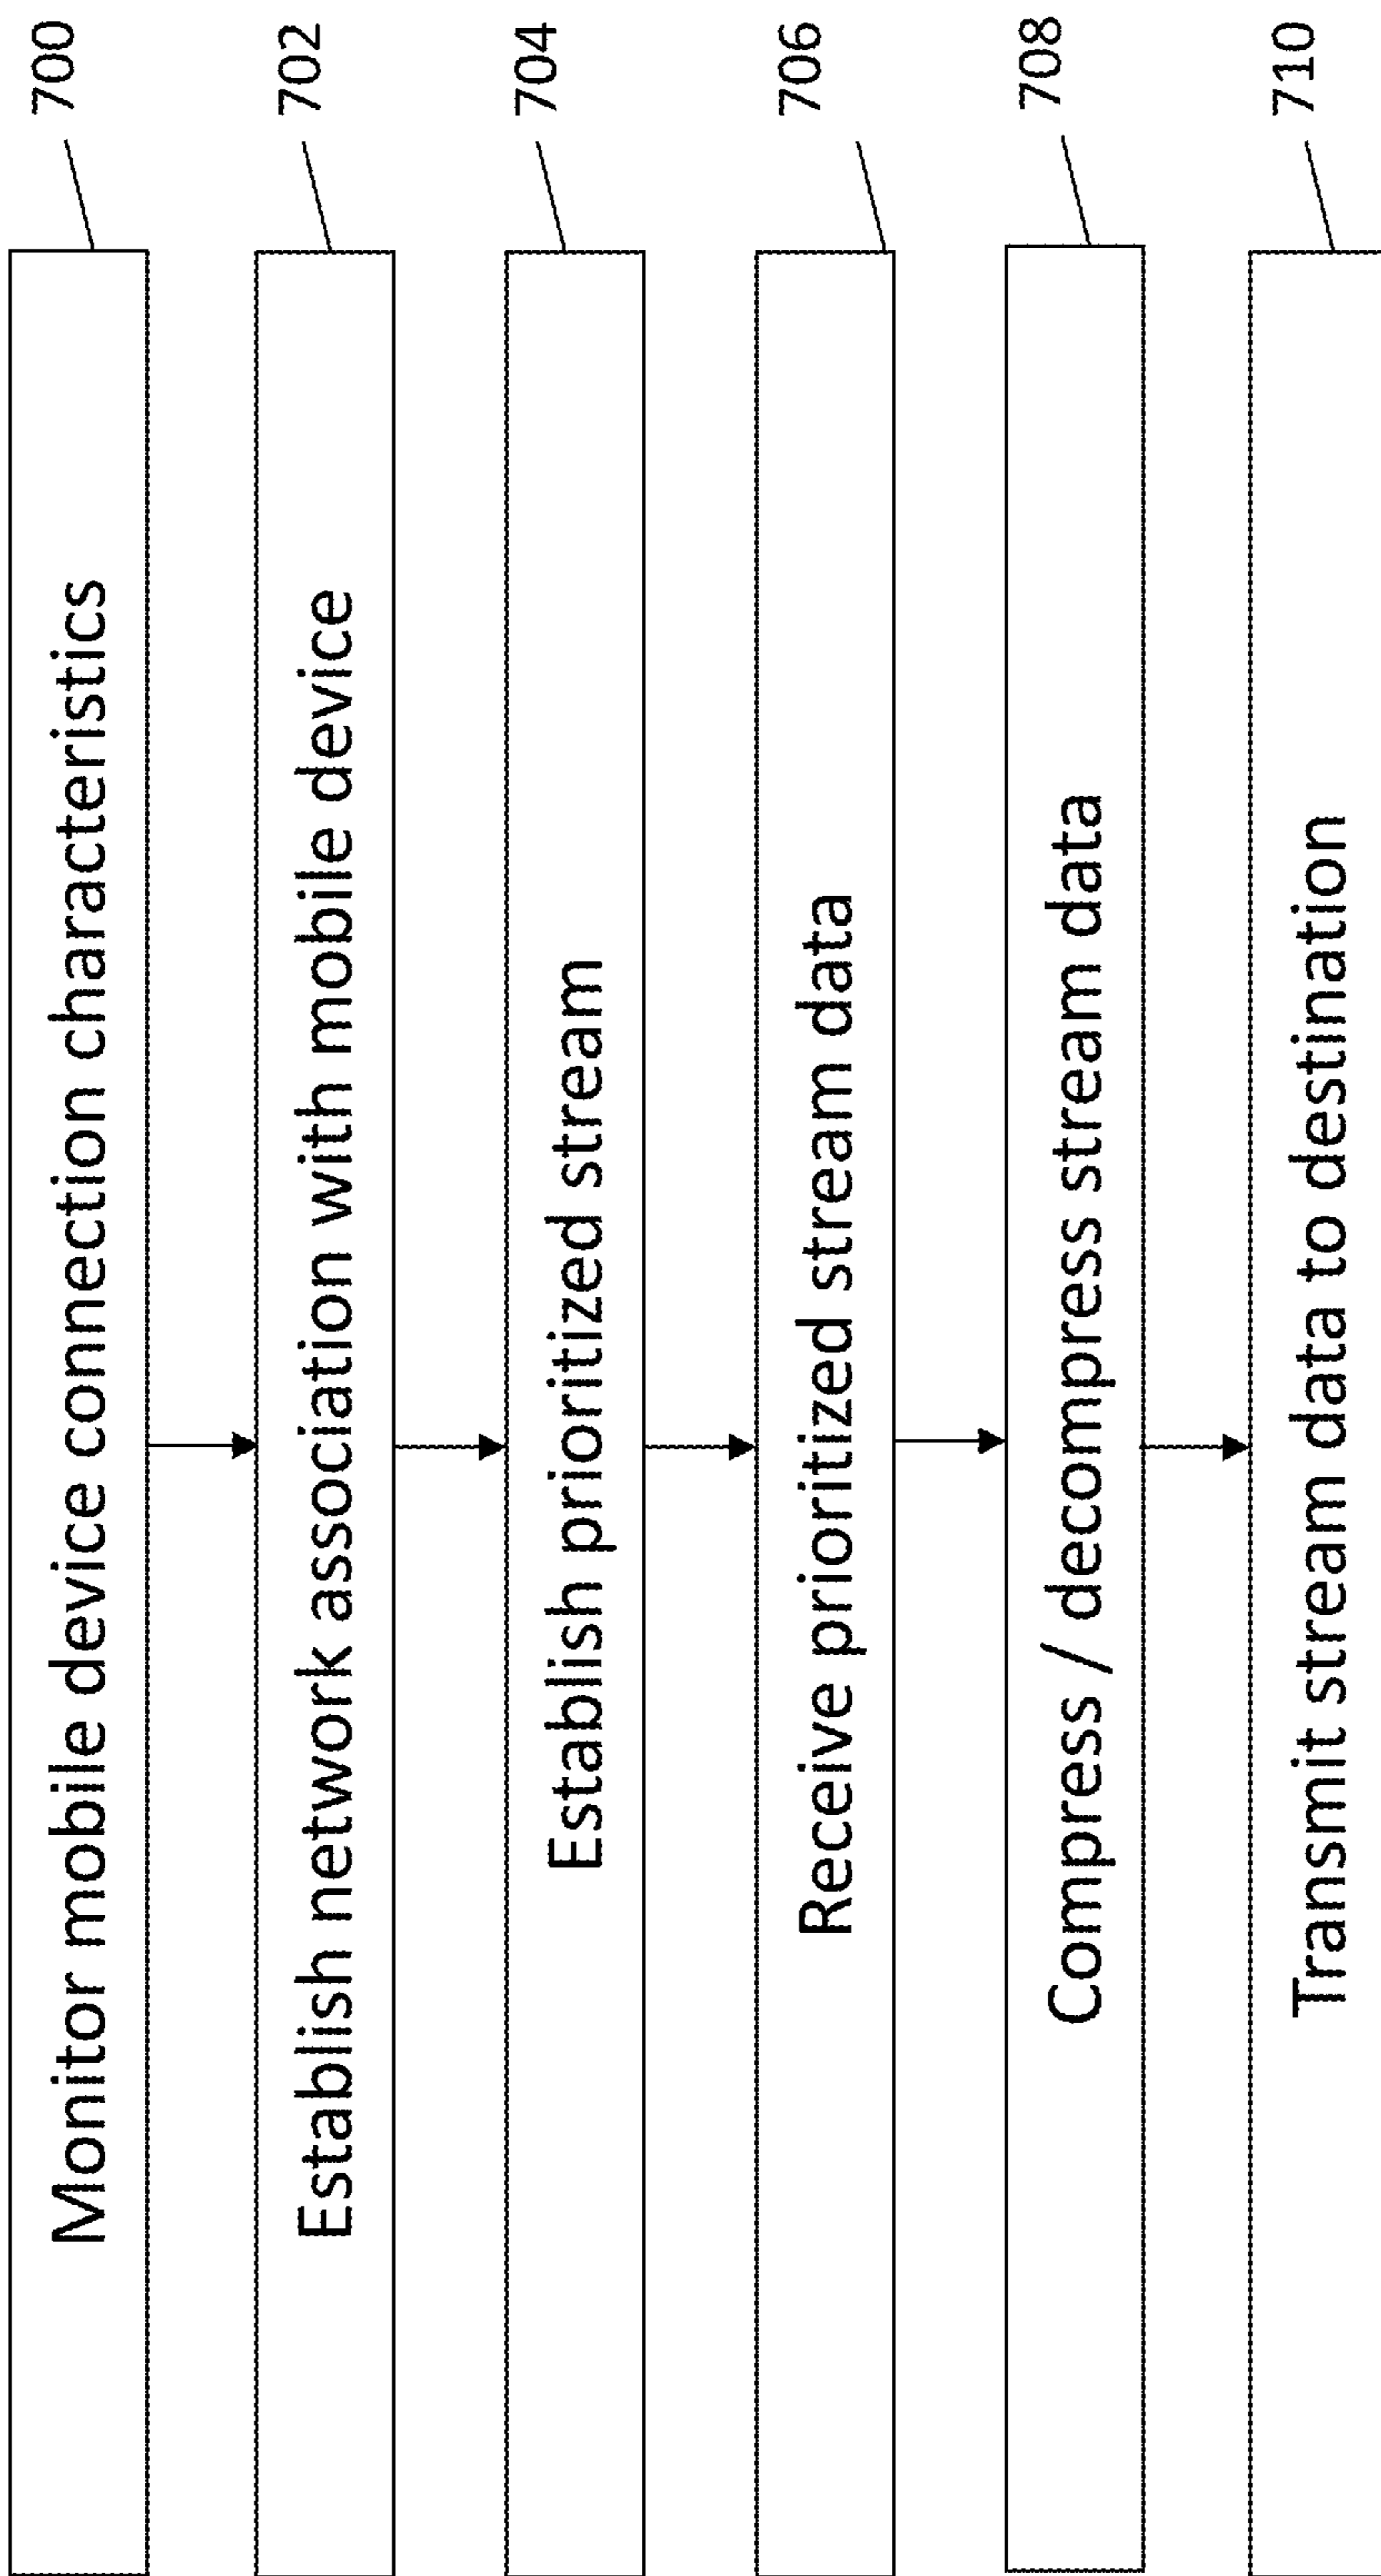 Monitor mobile device connection characteristics
700
Establish network association with mobile device
702
Establish prioritized stream
704
Receive prioritized stream data
706
Compress / decompress stream data
708
Transmit stream data to destination
710